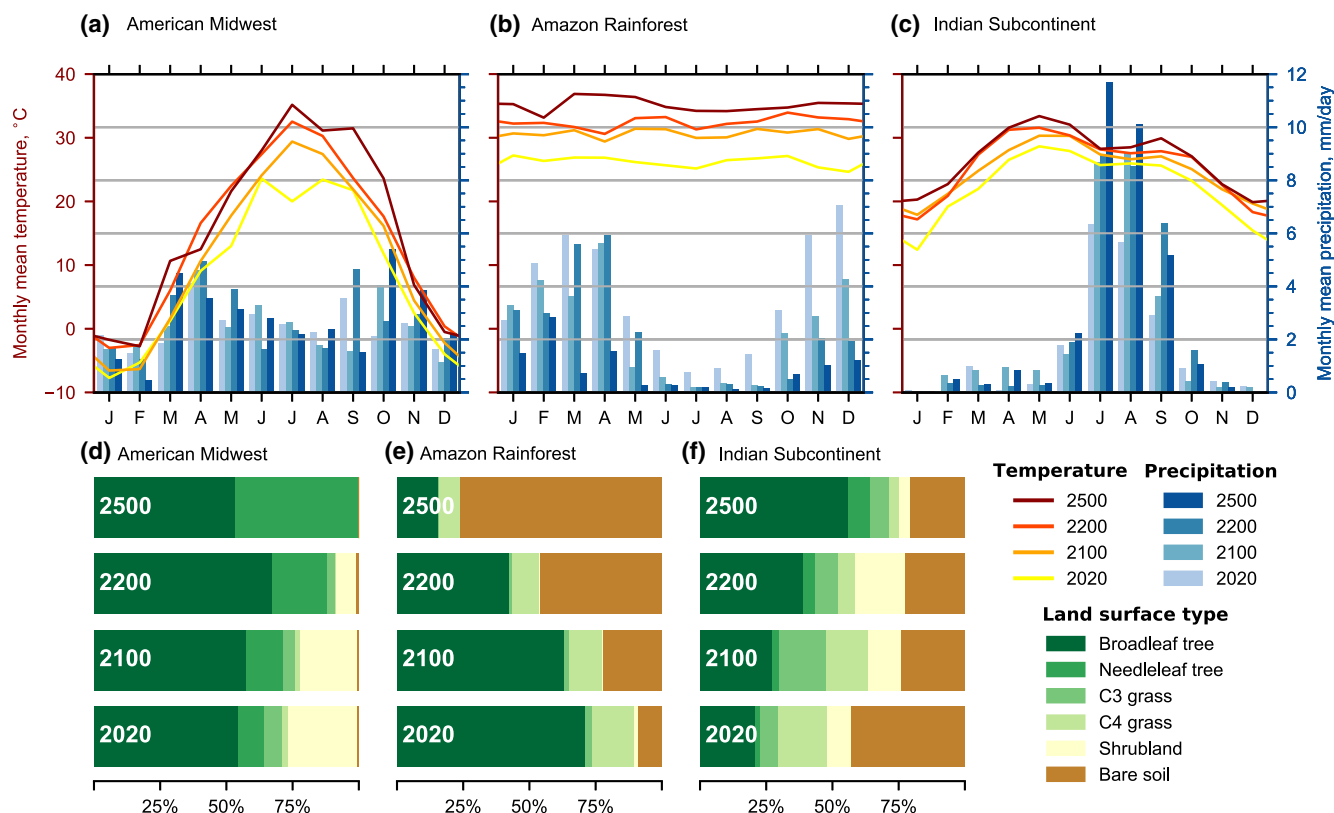 (a) American Midwest
(b) Amazon Rainforest
(c) Indian Subcontinent
Monthly mean temperature, °C
40
30
20
10
0
−10
J F M A M J J A S O N D
J F M A M J J A S O N D
J F M A M J J A S O N D
12
10
8
6
4
2
0
Monthly mean precipitation, mm/day
(d) American Midwest
2500
2200
2100
2020
25% 50% 75%
(e) Amazon Rainforest
2500
2200
2100
2020
25% 50% 75%
(f) Indian Subcontinent
2500
2200
2100
2020
25% 50% 75%
Temperature Precipitation
2500 2500
2200 2200
2100 2100
2020 2020
Land surface type
Broadleaf tree
Needleleaf tree
C3 grass
C4 grass
Shrubland
Bare soil